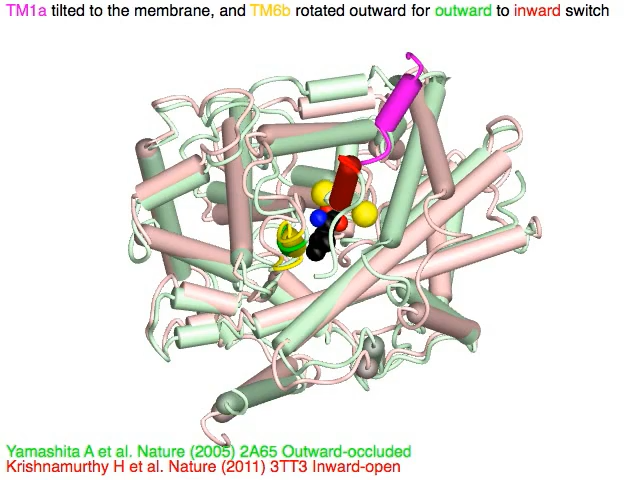 TM1a tilted to the membrane, and TM6b rotated outward for outward to inward switch
Yamashita A et al. Nature (2005) 2A65 Outward-occluded
Krishnamurthy H et al. Nature (2011) 3TT3 Inward-open